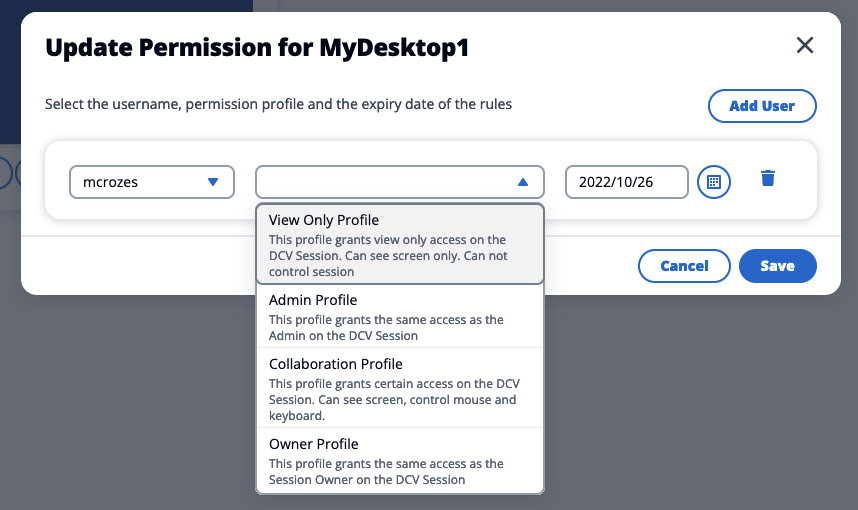 Update Permission for MyDesktop1
Select the username, permission profile and the expiry date of the rules
Add User
mcrozes
2022/10/26
View Only Profile
This profile grants view only access on the
DCV Session. Can see screen only. Can not
control session
Admin Profile
This profile grants the same access as the
Admin on the DCV Session
Collaboration Profile
This profile grants certain access on the DCV
Session. Can see screen, control mouse and
keyboard.
Owner Profile
This profile grants the same access as the
Session Owner on the DCV Session
Cancel
Save